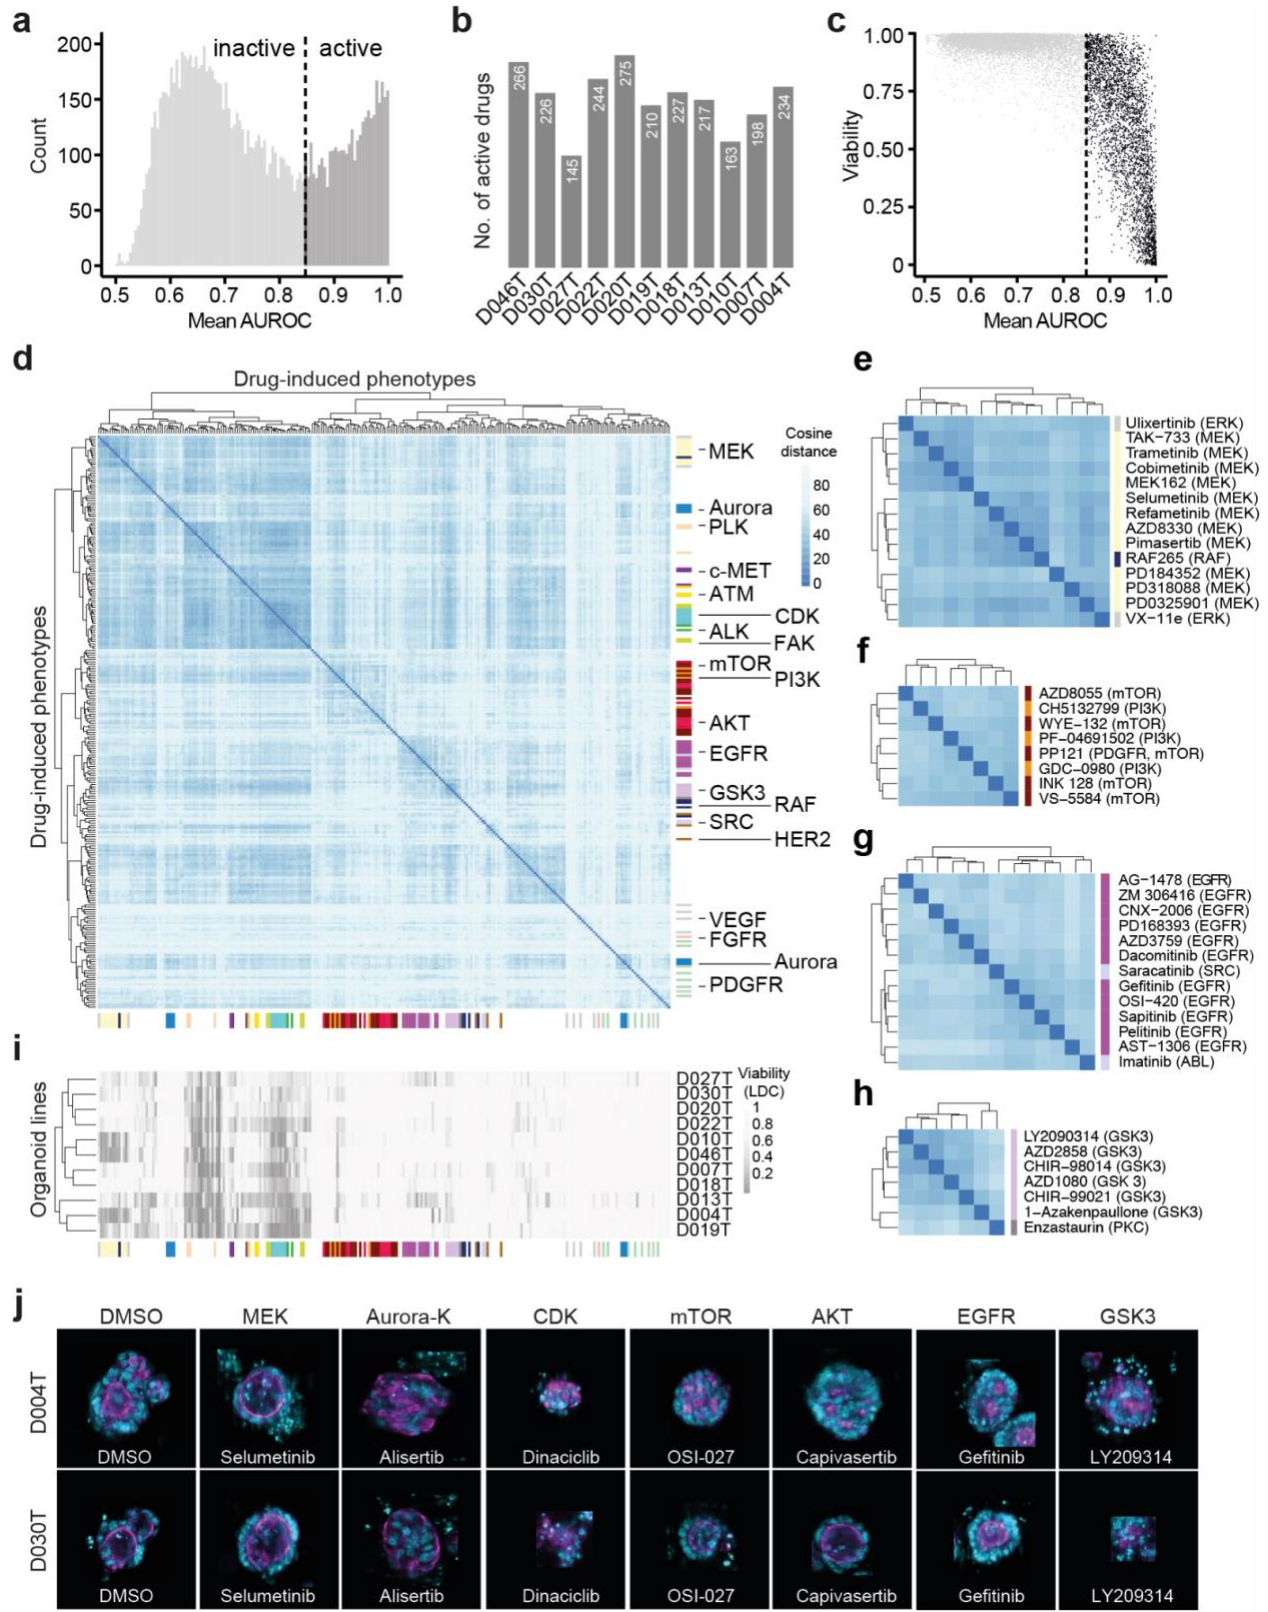 a
200
150
100
50
0
Count
inactive
active
0.5
0.6
0.7
0.8
0.9
1.0
Mean AUROC
b
No. of active drugs
266
226
145
244
275
210
227
217
163
198
234
D046T
D030T
D027T
D022T
D020T
D019T
D018T
D013T
D010T
D007T
D004T
c
1.00
0.75
0.50
0.25
0
Viability
0.5
0.6
0.7
0.8
0.9
1.0
Mean AUROC
d
Drug-induced phenotypes
Drug-induced phenotypes
MEK
Aurora
PLK
c-MET
ATM
CDK
ALK
FAK
mTOR
PI3K
AKT
EGFR
GSK3
RAF
SRC
HER2
VEGF
FGFR
Aurora
PDGFR
Cosine
distance
80
60
40
20
0
e
Ulixertinib (ERK)
TAK-733 (MEK)
Trametinib (MEK)
Cobimetinib (MEK)
MEK162 (MEK)
Selumetinib (MEK)
Refametinib (MEK)
AZD8330 (MEK)
Pimasertib (MEK)
RAF265 (RAF)
PD184352 (MEK)
PD318088 (MEK)
PD0325901 (MEK)
VX-11e (ERK)
f
AZD8055 (mTOR)
CH5132799 (PI3K)
WYE-132 (mTOR)
PF-04691502 (PI3K)
PP121 (PDGFR, mTOR)
GDC-0980 (PI3K)
INK 128 (mTOR)
VS-5584 (mTOR)
g
AG-1478 (EGFR)
ZM 306416 (EGFR)
CNX-2006 (EGFR)
PD168393 (EGFR)
AZD3759 (EGFR)
Dacomitinib (EGFR)
Saracatinib (SRC)
Gefitinib (EGFR)
OSI-420 (EGFR)
Sapitinib (EGFR)
Pelitinib (EGFR)
AST-1306 (EGFR)
Imatinib (ABL)
h
LY2090314 (GSK3)
AZD2858 (GSK3)
CHIR-98014 (GSK3)
AZD1080 (GSK 3)
CHIR-99021 (GSK3)
1-Azakenpaullone (GSK3)
Enzastaurin (PKC)
i
Organoid lines
D027T
D030T
D020T
D022T
D010T
D046T
D007T
D018T
D013T
D004T
D019T
Viability
(LDC)
1
0.8
0.6
0.4
0.2
j
DMSO MEK Aurora-K CDK mTOR AKT EGFR GSK3
D004T
DMSO Selumetinib Alisertib Dinaciclib OSI-027 Capivasertib Gefitinib LY209314
D030T
DMSO Selumetinib Alisertib Dinaciclib OSI-027 Capivasertib Gefitinib LY209314